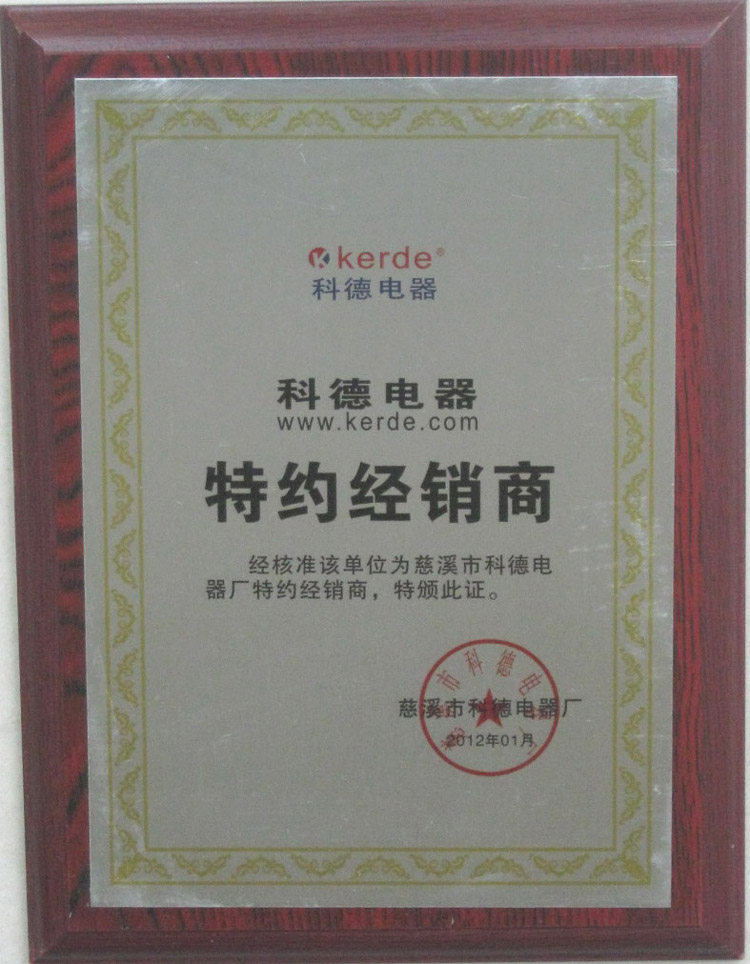 kerde®
科德电器
科德电器
www.kerde.com
特约经销商
经核准该单位为慈溪市科德电
器厂特约经销商，特颁此证。
慈溪市科德电器厂
2012年01月